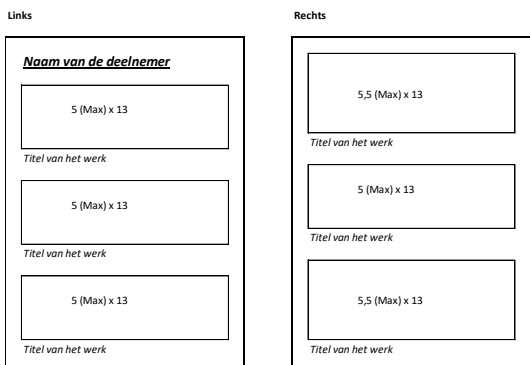 Links
Naam van de deelnemer
5 (Max) x 13
Titel van het werk
5 (Max) x 13
Titel van het werk
5 (Max) x 13
Titel van het werk
Rechts
5,5 (Max) x 13
Titel van het werk
5 (Max) x 13
Titel van het werk
5,5 (Max) x 13
Titel van het werk